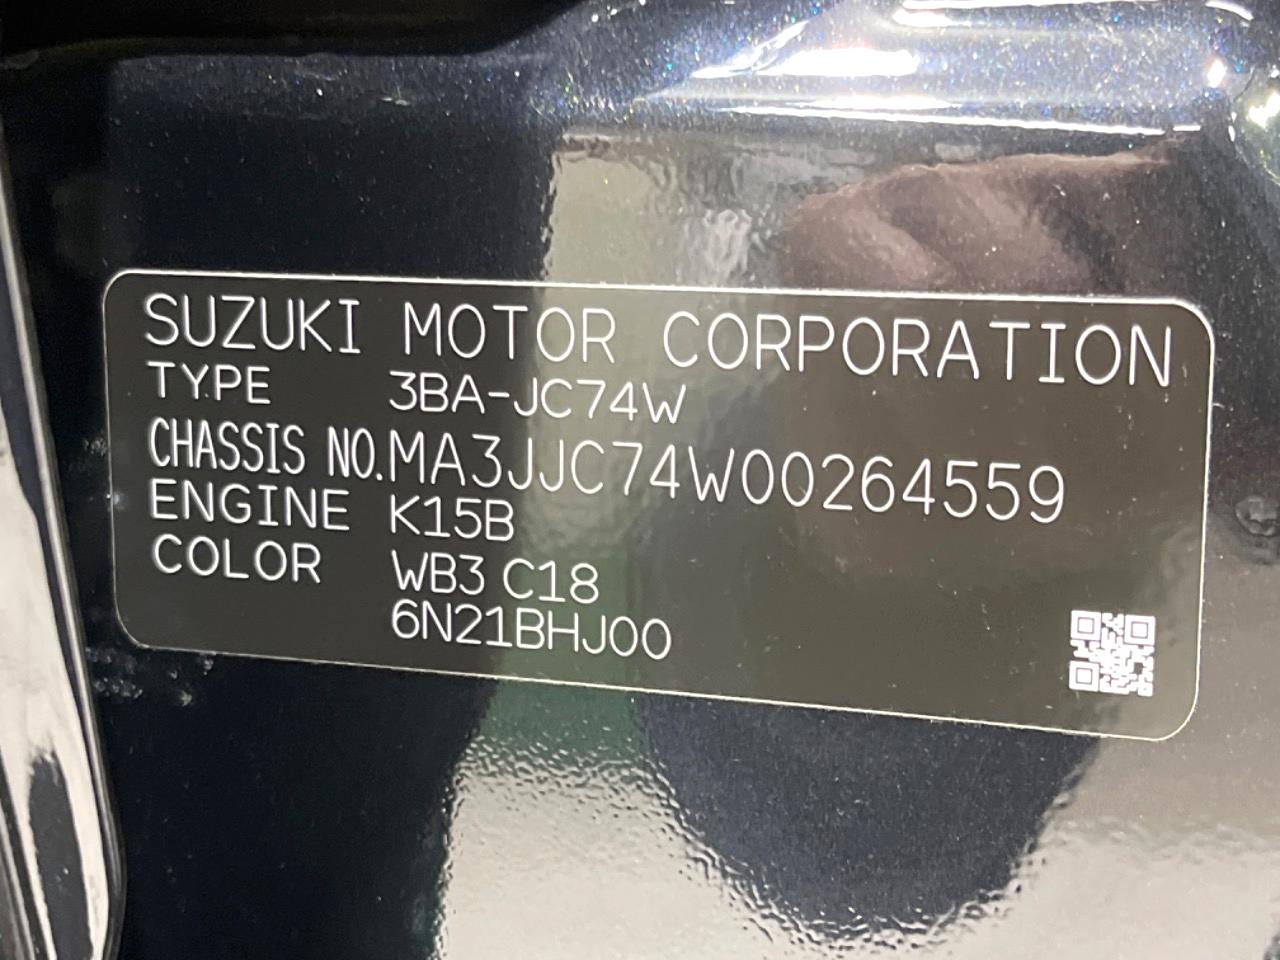 SUZUKI MOTOR CORPORATION
TYPE 3BA-JC74W
CHASSIS NO.MA3JJC74W00264559
ENGINE K15B
COLOR WB3 C18
6N21BHJ00